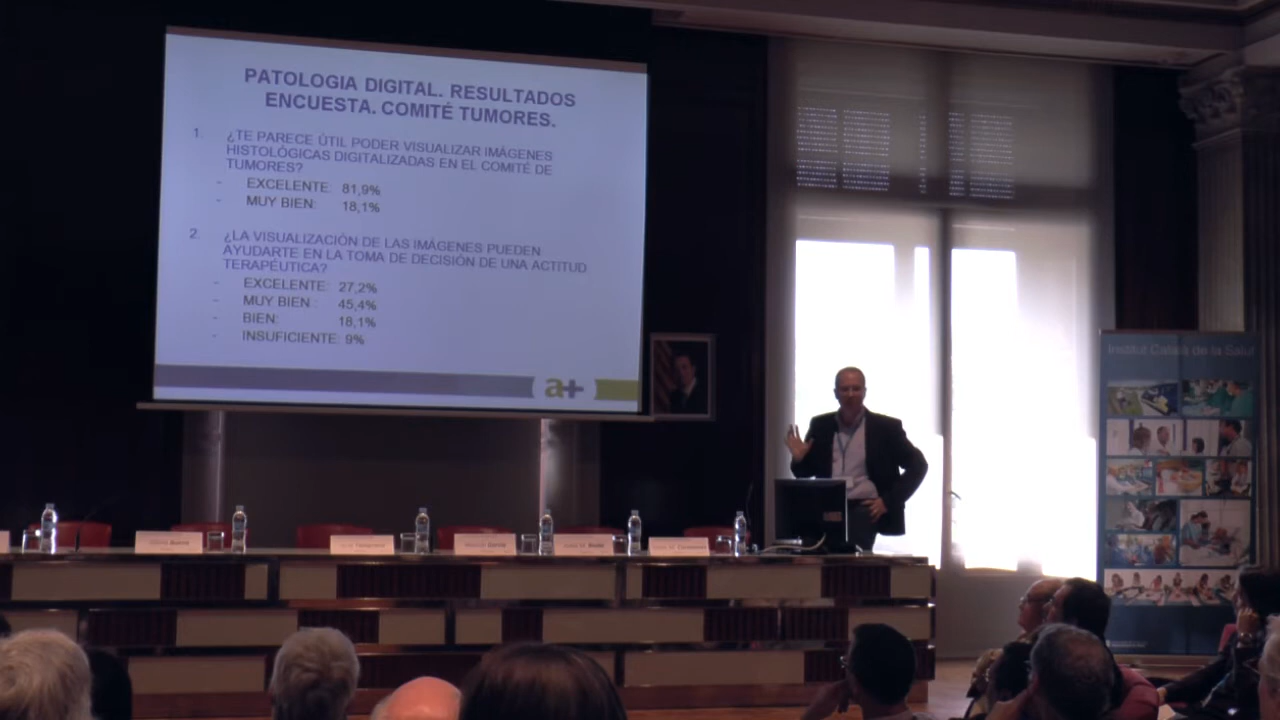 PATOLOGIA DIGITAL. RESULTADOS
ENCUESTA. COMITÉ TUMORES.
1. ¿TE PARECE ÚTIL PODER VISUALIZAR IMÁGENES
HISTOLÓGICAS DIGITALIZADAS EN EL COMITÉ DE
TUMORES?
- EXCELENTE: 81,9%
- MUY BIEN: 18,1%
2. ¿LA VISUALIZACIÓN DE LAS IMÁGENES PUEDEN
AYUDARTE EN LA TOMA DE DECISIÓN DE UNA ACTITUD
TERAPÉUTICA?
- EXCELENTE: 27,2%
- MUY BIEN : 45,4%
- BIEN: 18,1%
- INSUFICIENTE: 9%
a+
Institut Català de la Salut